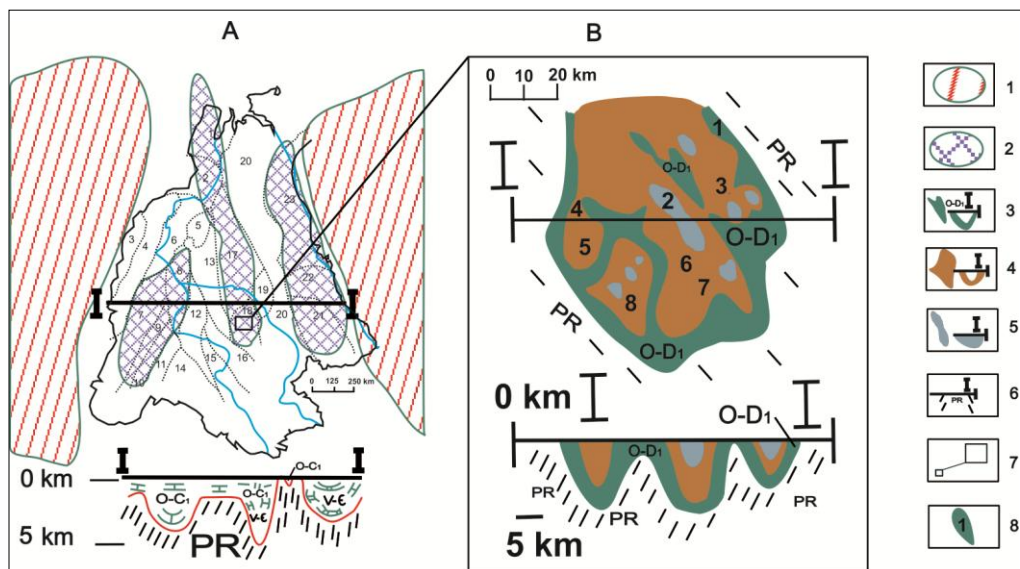 A
B
0 10 20 km
1
2
3
4
5
6
7
8
O-D₁
I
I
PR
PR
PR
1
O-D₁
2
3
4
O-D₁
5
6
7
8
O-D₁
PR
I
I
0 km
O-D₁
O-D₁
PR
PR
PR
5 km
2
20
23
3
4
5
6
13
17
8
19
22
I
I
7
9
12
18
20
21
10
11
14
15
16
0 125 250 km
I
I
0 km
O-C₁
O-C₁
O-C₁
V-Є
V-Є
5 km
PR